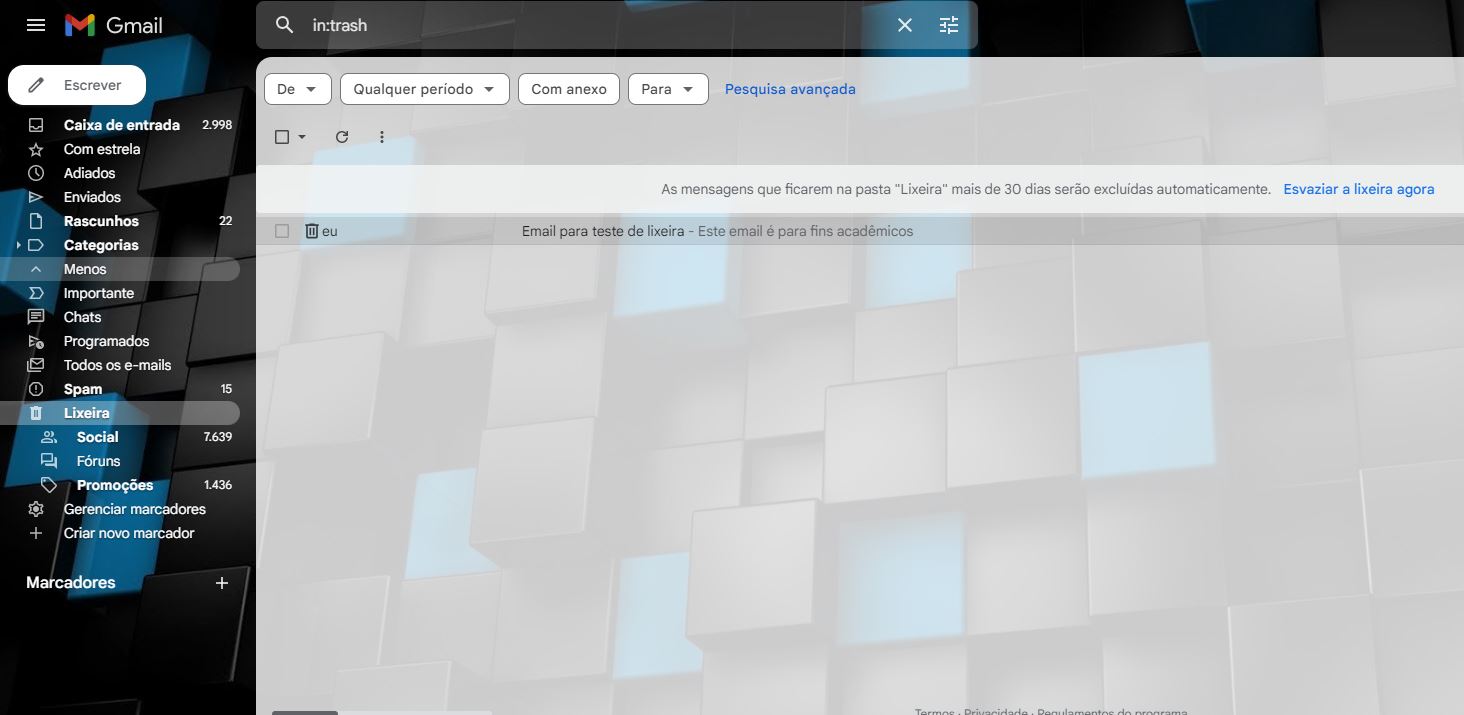 Gmail
in:trash
Escrever
De
Qualquer período
Com anexo
Para
Pesquisa avançada
Caixa de entrada 2.998
Com estrela
Adiados
Enviados
Rascunhos 22
Categorias
Menos
Importante
Chats
Programados
Todos os e-mails
Spam 15
Lixeira
Social 7.639
Fóruns
Promoções 1.436
Gerenciar marcadores
Criar novo marcador
Marcadores
As mensagens que ficarem na pasta "Lixeira" mais de 30 dias serão excluídas automaticamente. Esvaziar a lixeira agora
eu Email para teste de lixeira - Este email é para fins acadêmicos
Termos · Privacidade · Regulamentos do programa